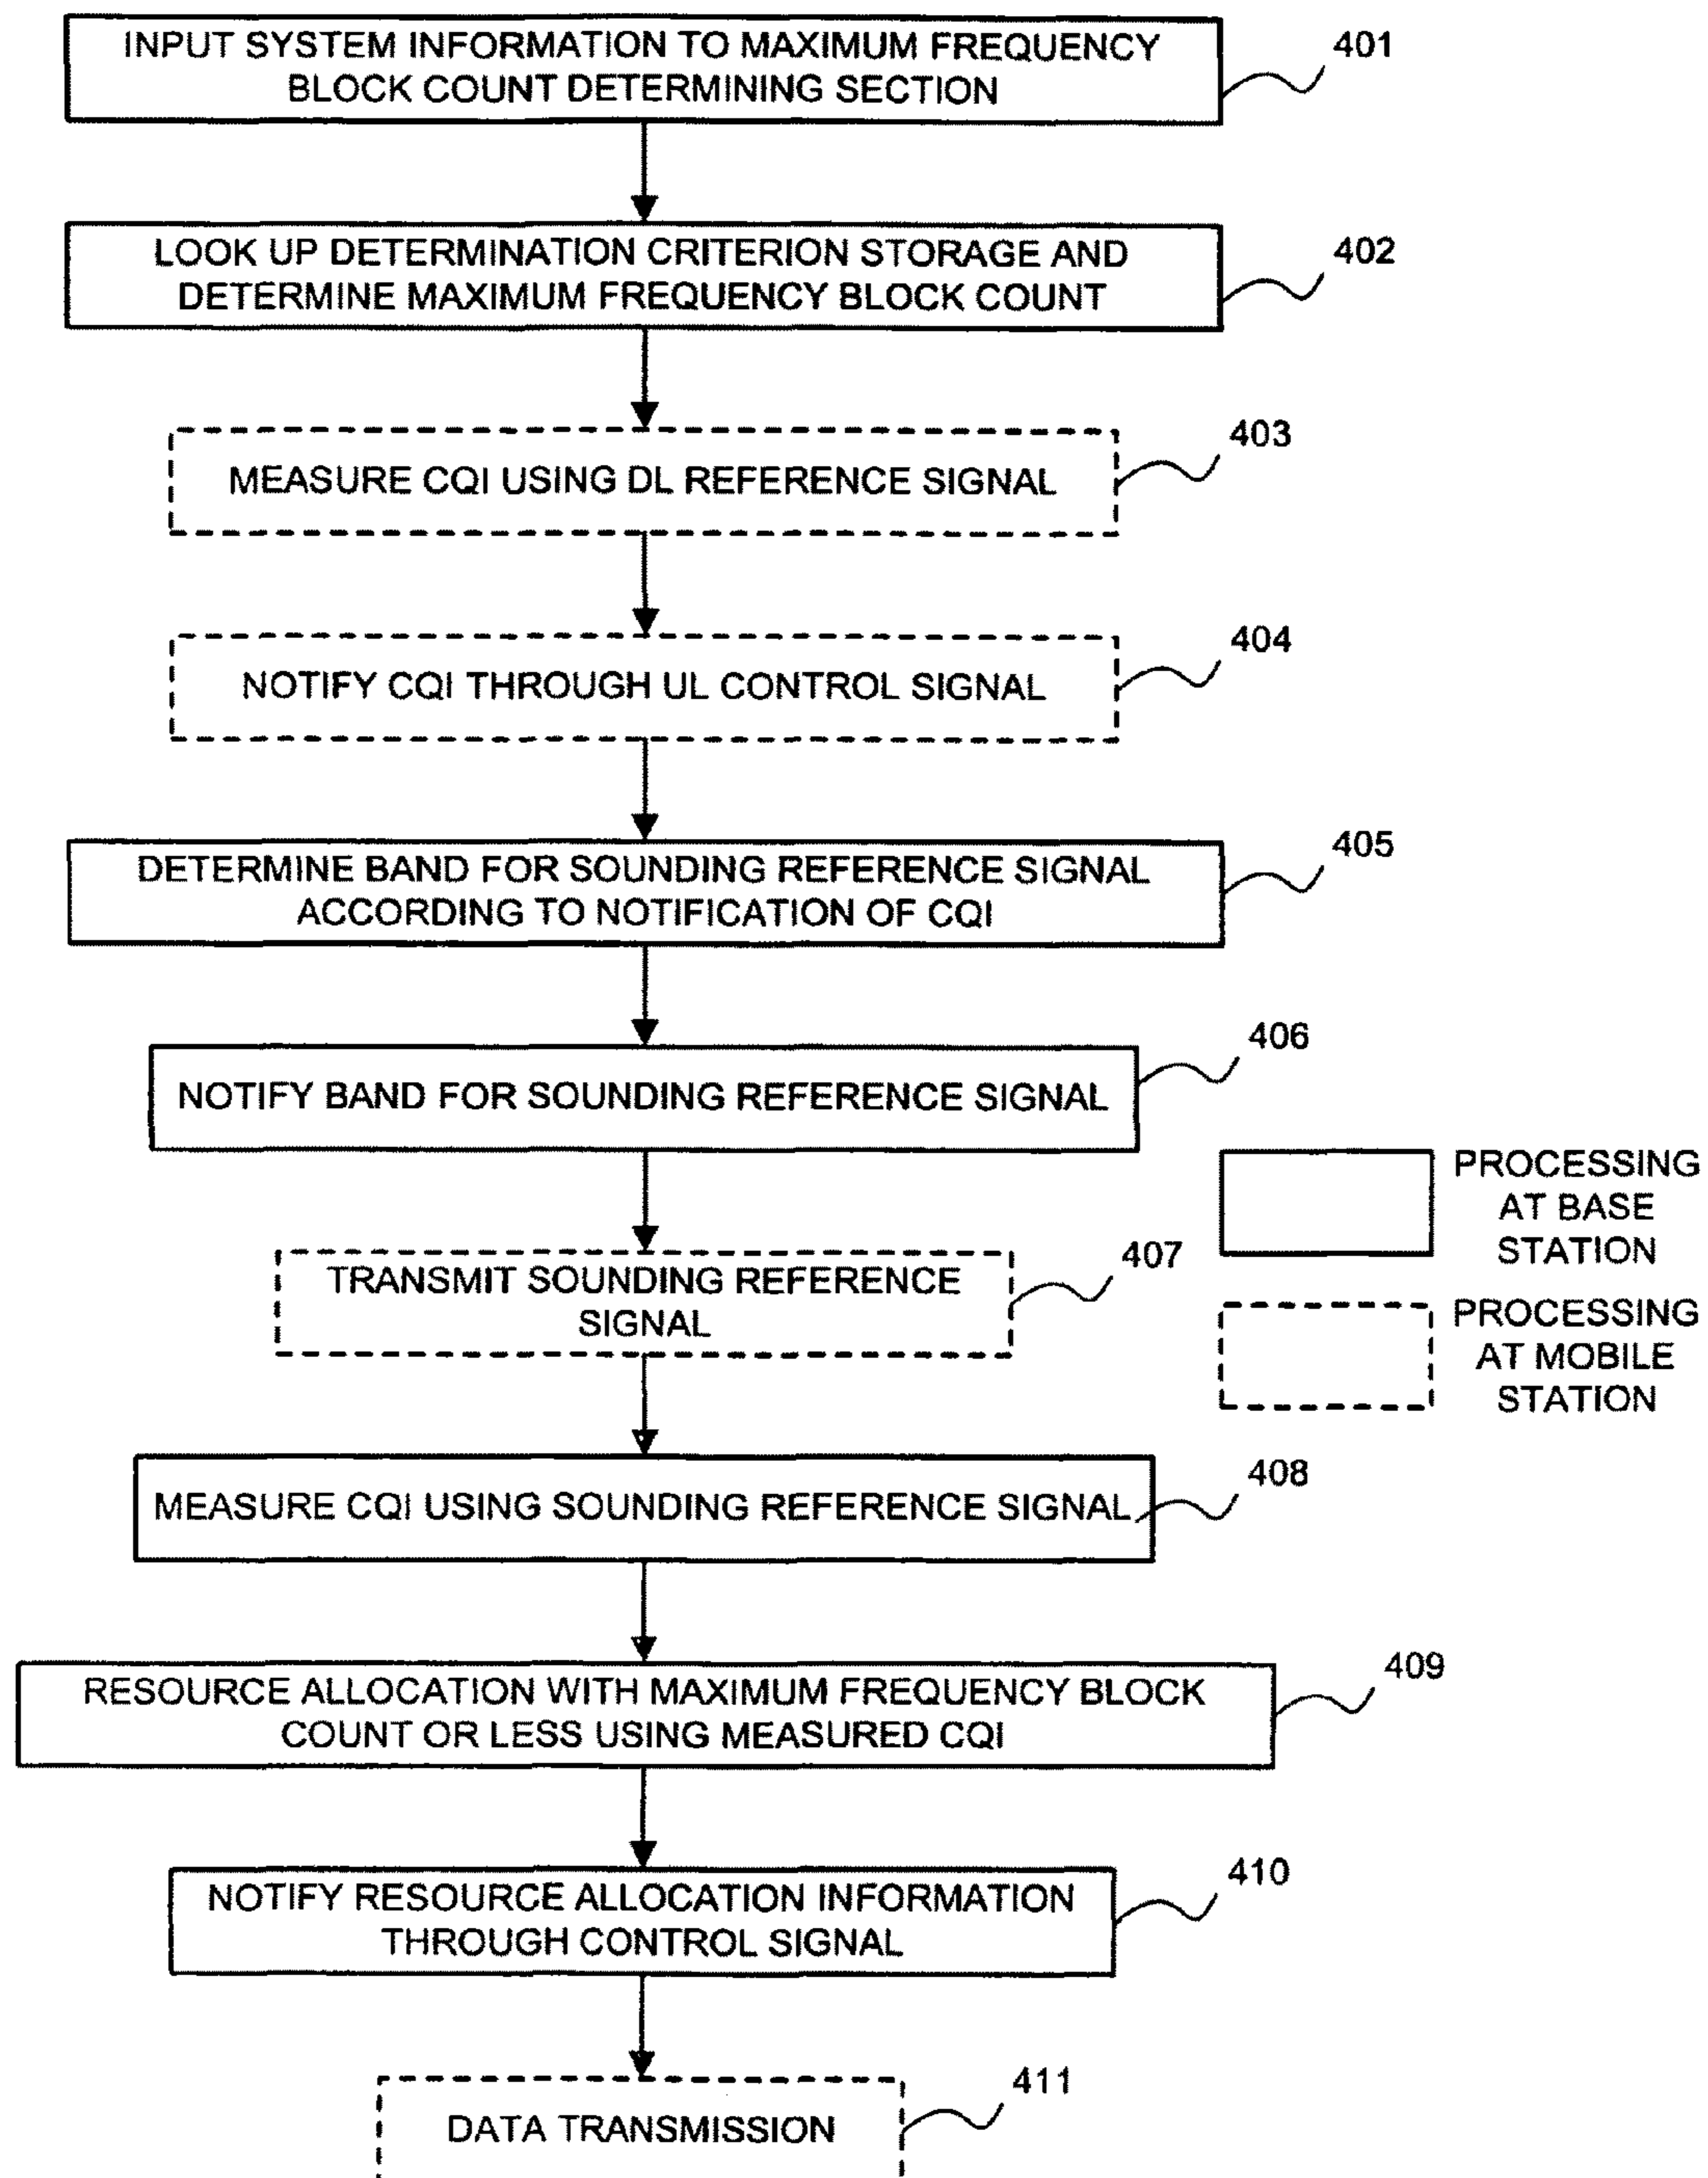 INPUT SYSTEM INFORMATION TO MAXIMUM FREQUENCY
BLOCK COUNT DETERMINING SECTION
401
LOOK UP DETERMINATION CRITERION STORAGE AND
DETERMINE MAXIMUM FREQUENCY BLOCK COUNT
402
MEASURE CQI USING DL REFERENCE SIGNAL
403
NOTIFY CQI THROUGH UL CONTROL SIGNAL
404
DETERMINE BAND FOR SOUNDING REFERENCE SIGNAL
ACCORDING TO NOTIFICATION OF CQI
405
NOTIFY BAND FOR SOUNDING REFERENCE SIGNAL
406
PROCESSING
AT BASE
STATION
TRANSMIT SOUNDING REFERENCE
SIGNAL
407
PROCESSING
AT MOBILE
STATION
MEASURE CQI USING SOUNDING REFERENCE SIGNAL
408
RESOURCE ALLOCATION WITH MAXIMUM FREQUENCY BLOCK
COUNT OR LESS USING MEASURED CQI
409
NOTIFY RESOURCE ALLOCATION INFORMATION
THROUGH CONTROL SIGNAL
410
DATA TRANSMISSION
411